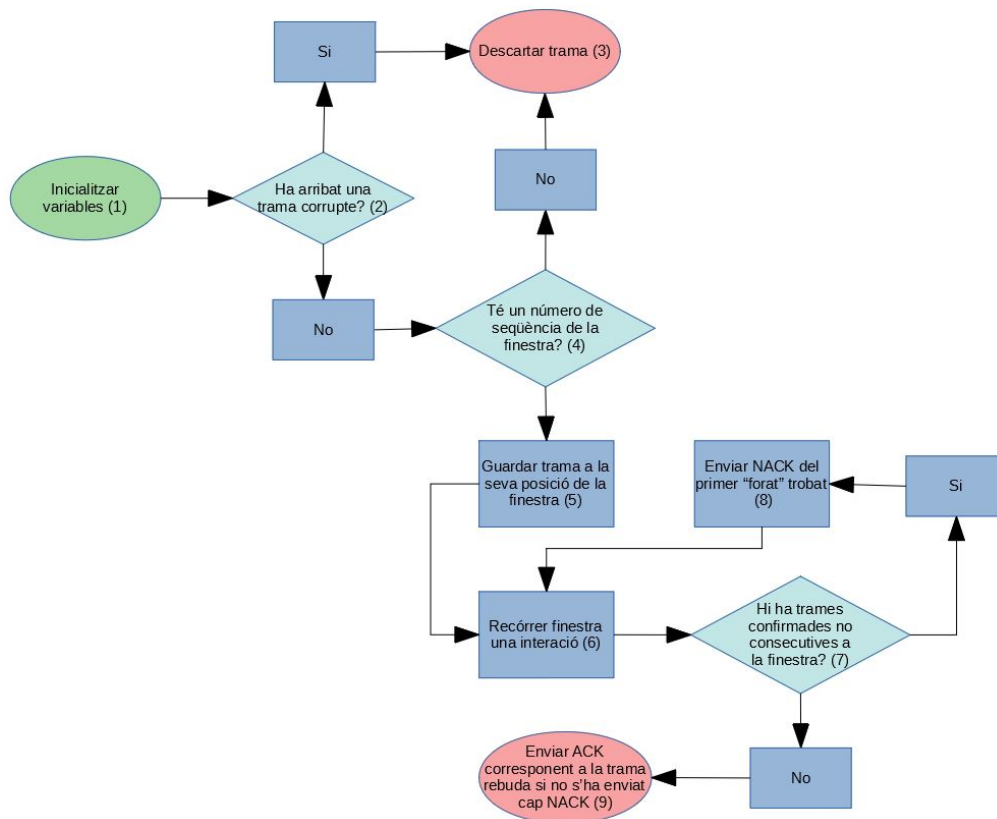 Si
Descartar trama (3)
Inicialitzar
variables (1)
Ha arribat una
trama corrupte? (2)
No
No
Té un número de
seqüència de la
finestra? (4)
Guardar trama a la
seva posició de la
finestra (5)
Enviar NACK del
primer “forat” trobat
(8)
Si
Recórrer finestra
una interació (6)
Hi ha trames
confirmades no
consecutives a
la finestra? (7)
Enviar ACK
corresponent a la trama
rebuda si no s’ha enviat
cap NACK (9)
No